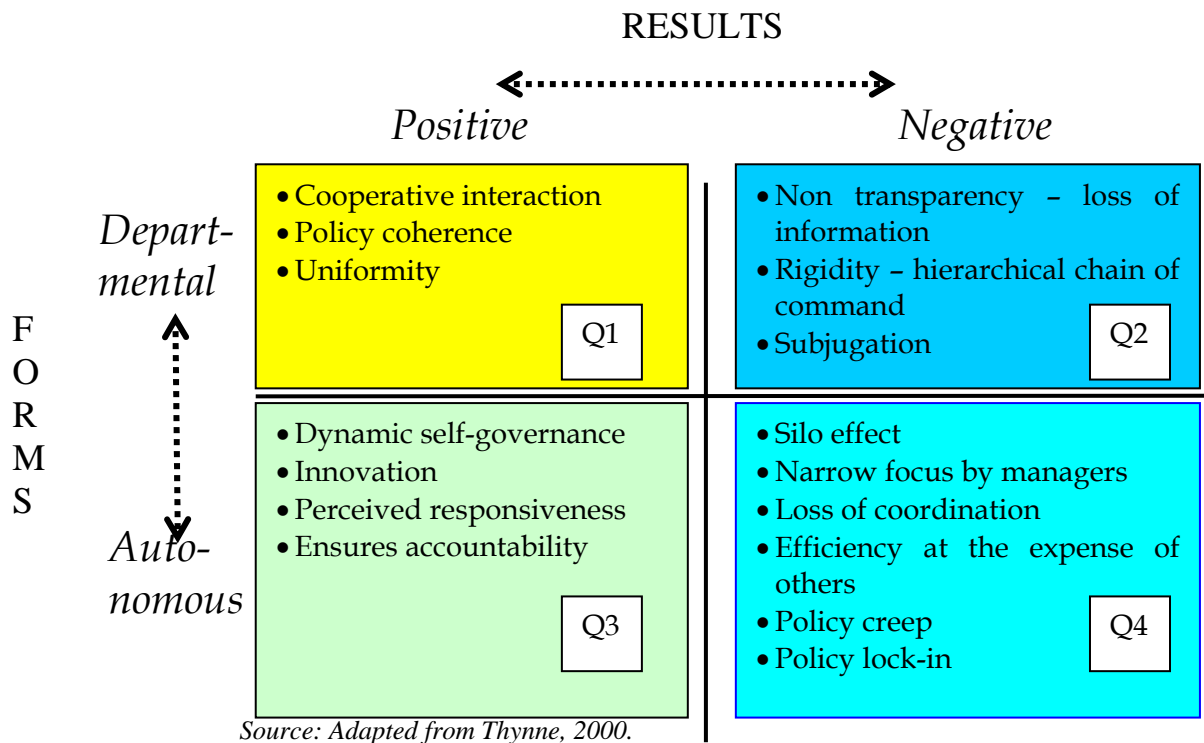 RESULTS
Positive
Negative
Depart-
mental
Auto-
nomous
F
O
R
M
S
• Cooperative interaction
• Policy coherence
• Uniformity
Q1
• Non transparency – loss of
information
• Rigidity – hierarchical chain of
command
• Subjugation
Q2
• Dynamic self-governance
• Innovation
• Perceived responsiveness
• Ensures accountability
Q3
• Silo effect
• Narrow focus by managers
• Loss of coordination
• Efficiency at the expense of
others
• Policy creep
• Policy lock-in
Q4
Source: Adapted from Thynne, 2000.